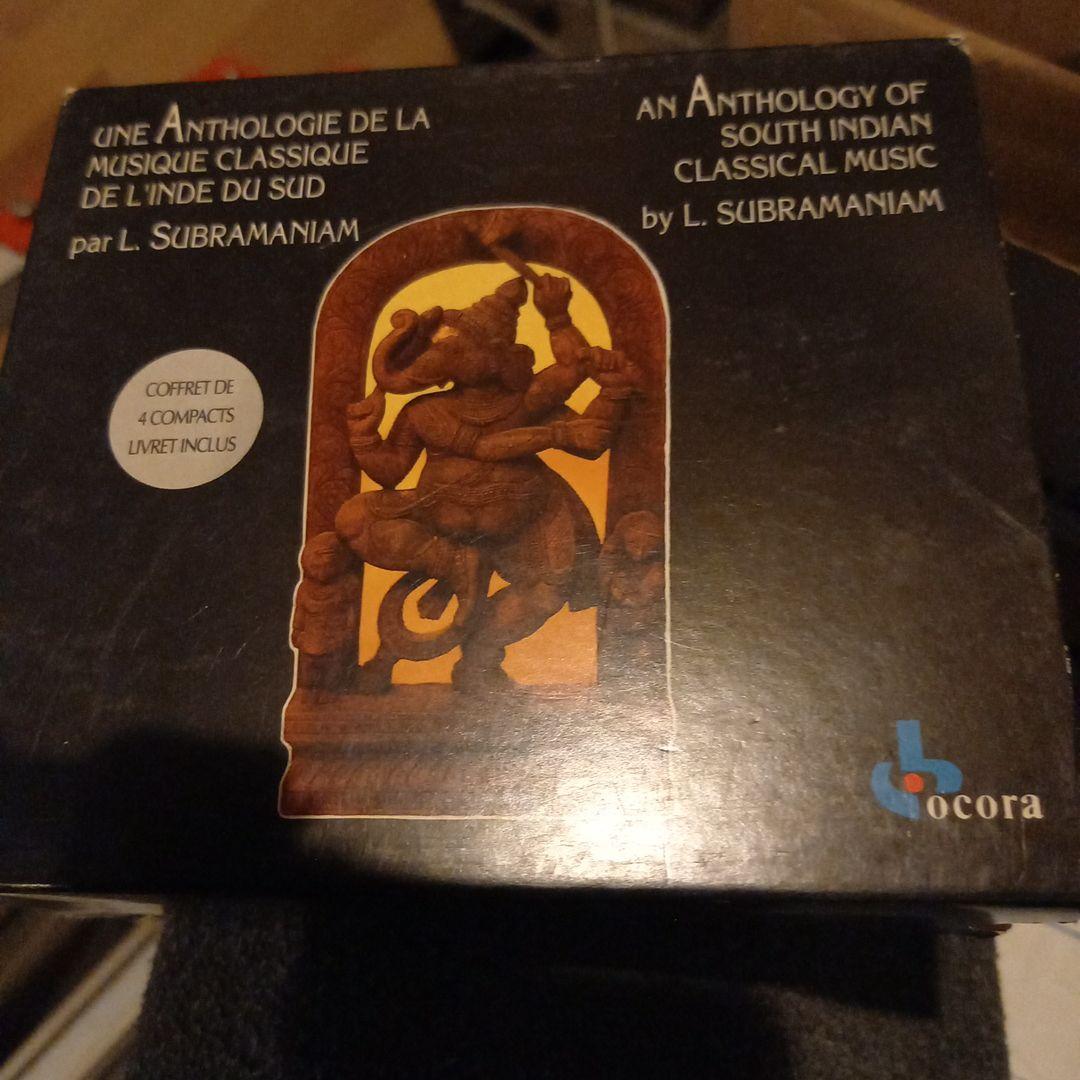 UNE ANTHOLOGIE DE LA
MUSIQUE CLASSIQUE
DE L'INDE DU SUD
par L. SUBRAMANIAM
AN ANTHOLOGY OF
SOUTH INDIAN
CLASSICAL MUSIC
by L. SUBRAMANIAM
COFFRET DE
4 COMPACTS
LIVRET INCLUS
ocora